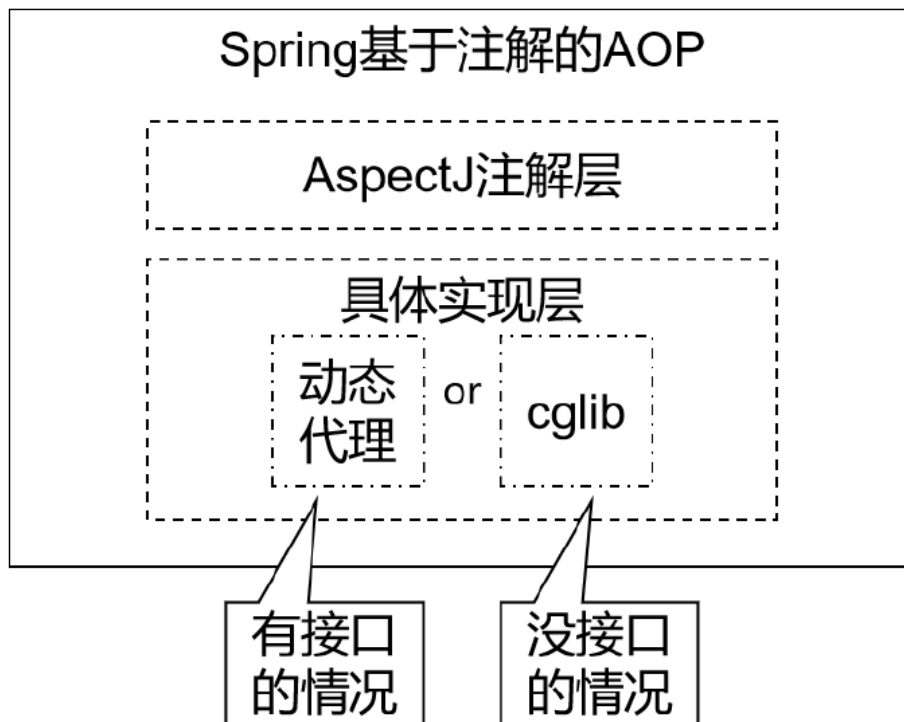 Spring基于注解的AOP
AspectJ注解层
具体实现层
动态
代理
or
cglib
有接口
的情况
没接口
的情况